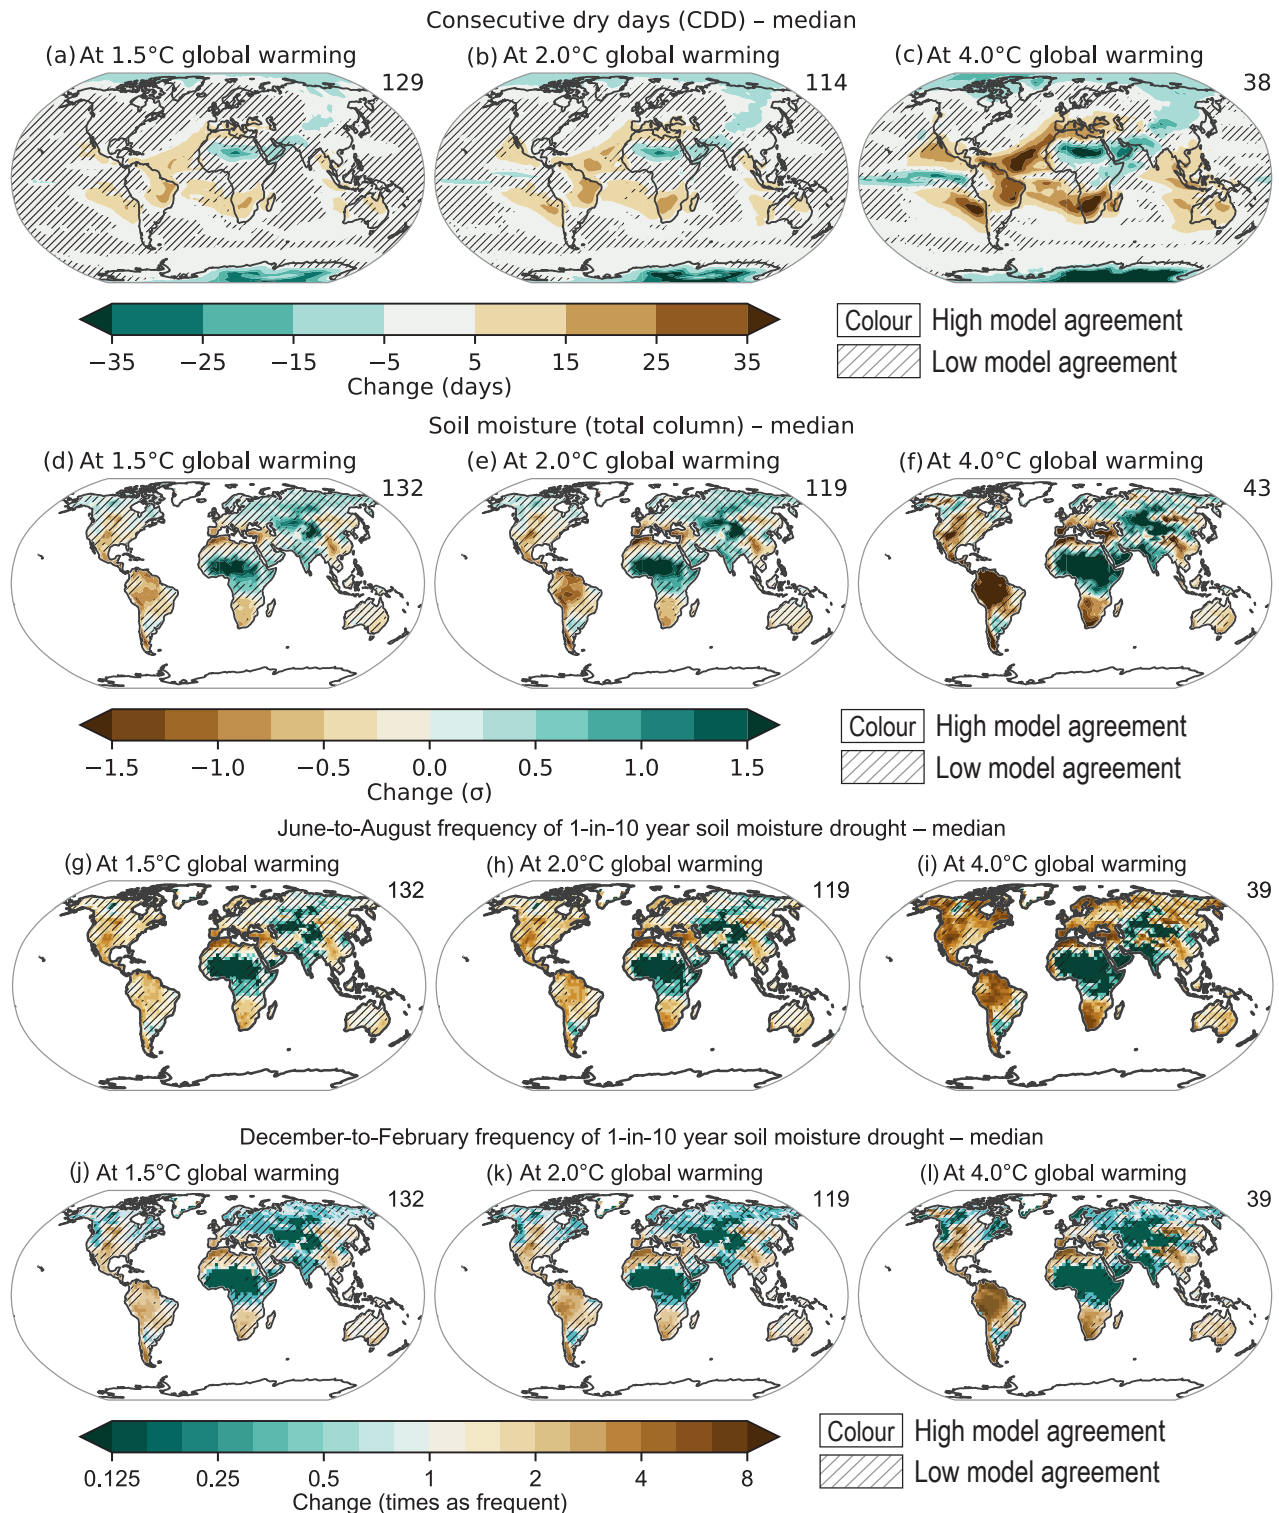 Consecutive dry days (CDD) – median
(a) At 1.5°C global warming
129
(b) At 2.0°C global warming
114
(c) At 4.0°C global warming
38
−35 −25 −15 −5 5 15 25 35
Change (days)
Colour High model agreement
Low model agreement
Soil moisture (total column) – median
(d) At 1.5°C global warming
132
(e) At 2.0°C global warming
119
(f) At 4.0°C global warming
43
−1.5 −1.0 −0.5 0.0 0.5 1.0 1.5
Change (σ)
Colour High model agreement
Low model agreement
June-to-August frequency of 1-in-10 year soil moisture drought – median
(g) At 1.5°C global warming
132
(h) At 2.0°C global warming
119
(i) At 4.0°C global warming
39
December-to-February frequency of 1-in-10 year soil moisture drought – median
(j) At 1.5°C global warming
132
(k) At 2.0°C global warming
119
(l) At 4.0°C global warming
39
0.125 0.25 0.5 1 2 4 8
Change (times as frequent)
Colour High model agreement
Low model agreement